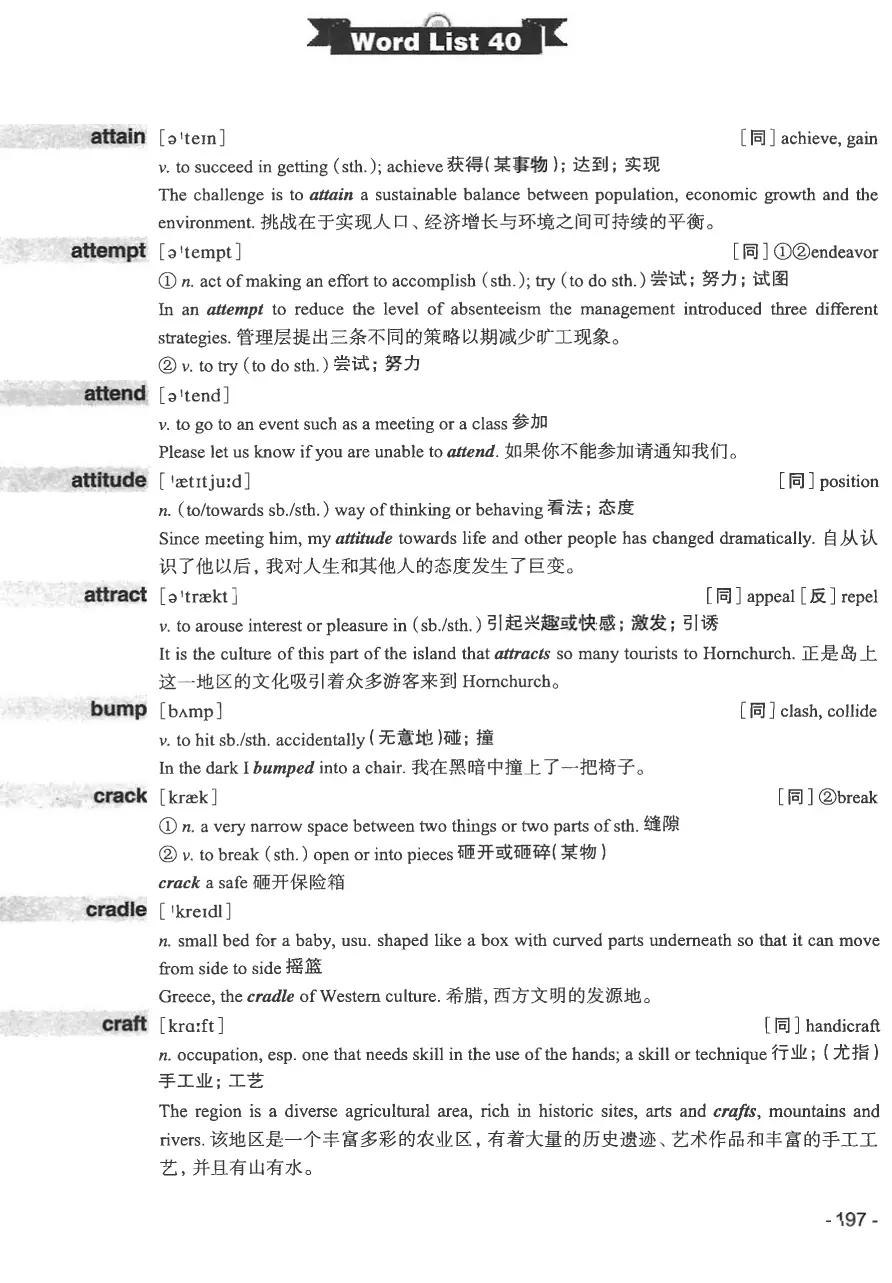 Word List 40
attain [ə'teɪn] [同] achieve, gain
v. to succeed in getting (sth.); achieve 获得(某事物); 达到; 实现
The challenge is to attain a sustainable balance between population, economic growth and the
environment. 挑战在于实现人口、经济增长与环境之间可持续的平衡。
attempt [ə'tempt] [同] ①②endeavor
① n. act of making an effort to accomplish (sth.); try (to do sth.) 尝试; 努力; 试图
In an attempt to reduce the level of absenteeism the management introduced three different
strategies. 管理层提出三条不同的策略以期减少旷工现象。
② v. to try (to do sth.) 尝试; 努力
attend [ə'tend]
v. to go to an event such as a meeting or a class 参加
Please let us know if you are unable to attend. 如果你不能参加请通知我们。
attitude ['ætɪtjuːd] [同] position
n. (to/towards sb./sth.) way of thinking or behaving 看法; 态度
Since meeting him, my attitude towards life and other people has changed dramatically. 自从认
识了他以后, 我对人生和其他人的态度发生了巨变。
attract [ə'trækt] [同] appeal [反] repel
v. to arouse interest or pleasure in (sb./sth.) 引起兴趣或快感; 激发; 引诱
It is the culture of this part of the island that attracts so many tourists to Hornchurch. 正是岛上
这一地区的文化吸引着众多游客来到 Hornchurch。
bump [bʌmp] [同] clash, collide
v. to hit sb./sth. accidentally (无意地)碰; 撞
In the dark I bumped into a chair. 我在黑暗中撞上了一把椅子。
crack [kræk] [同] ②break
① n. a very narrow space between two things or two parts of sth. 缝隙
② v. to break (sth.) open or into pieces 砸开或砸碎(某物)
crack a safe 砸开保险箱
cradle ['kreɪdl]
n. small bed for a baby, usu. shaped like a box with curved parts underneath so that it can move
from side to side 摇篮
Greece, the cradle of Western culture. 希腊, 西方文明的发源地。
craft [krɑːft] [同] handicraft
n. occupation, esp. one that needs skill in the use of the hands; a skill or technique 行业; (尤指)
手工业; 工艺
The region is a diverse agricultural area, rich in historic sites, arts and crafts, mountains and
rivers. 该地区是一个丰富多彩的农业区, 有着大量的历史遗迹、艺术作品和丰富的手工工
艺, 并且有山有水。
- 197 -